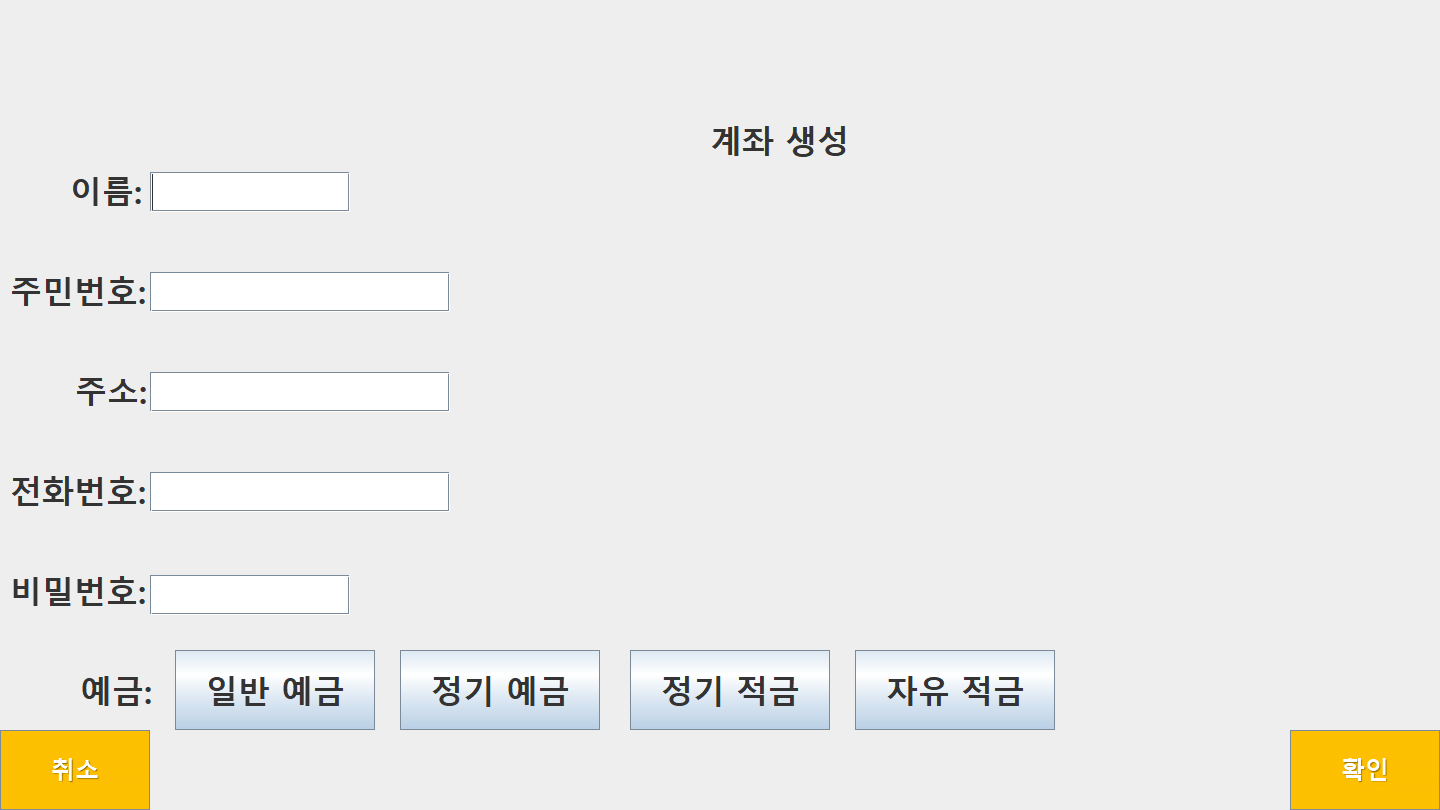 계좌 생성
이름:
주민번호:
주소:
전화번호:
비밀번호:
예금: 일반 예금 정기 예금 정기 적금 자유 적금
취소 확인